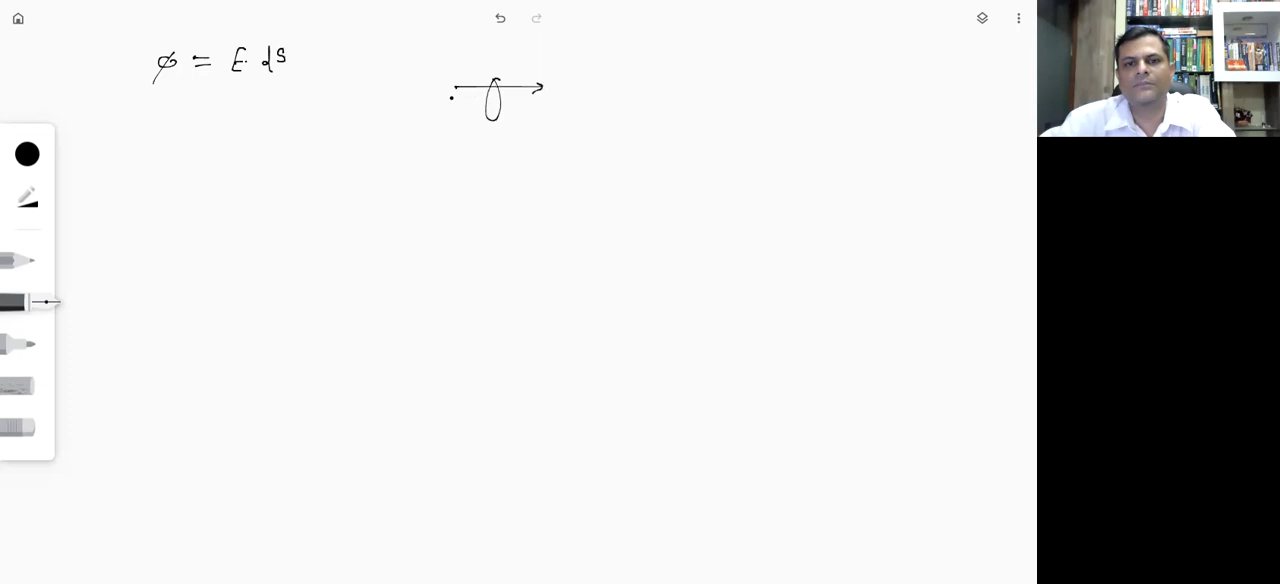 φ = E. ds